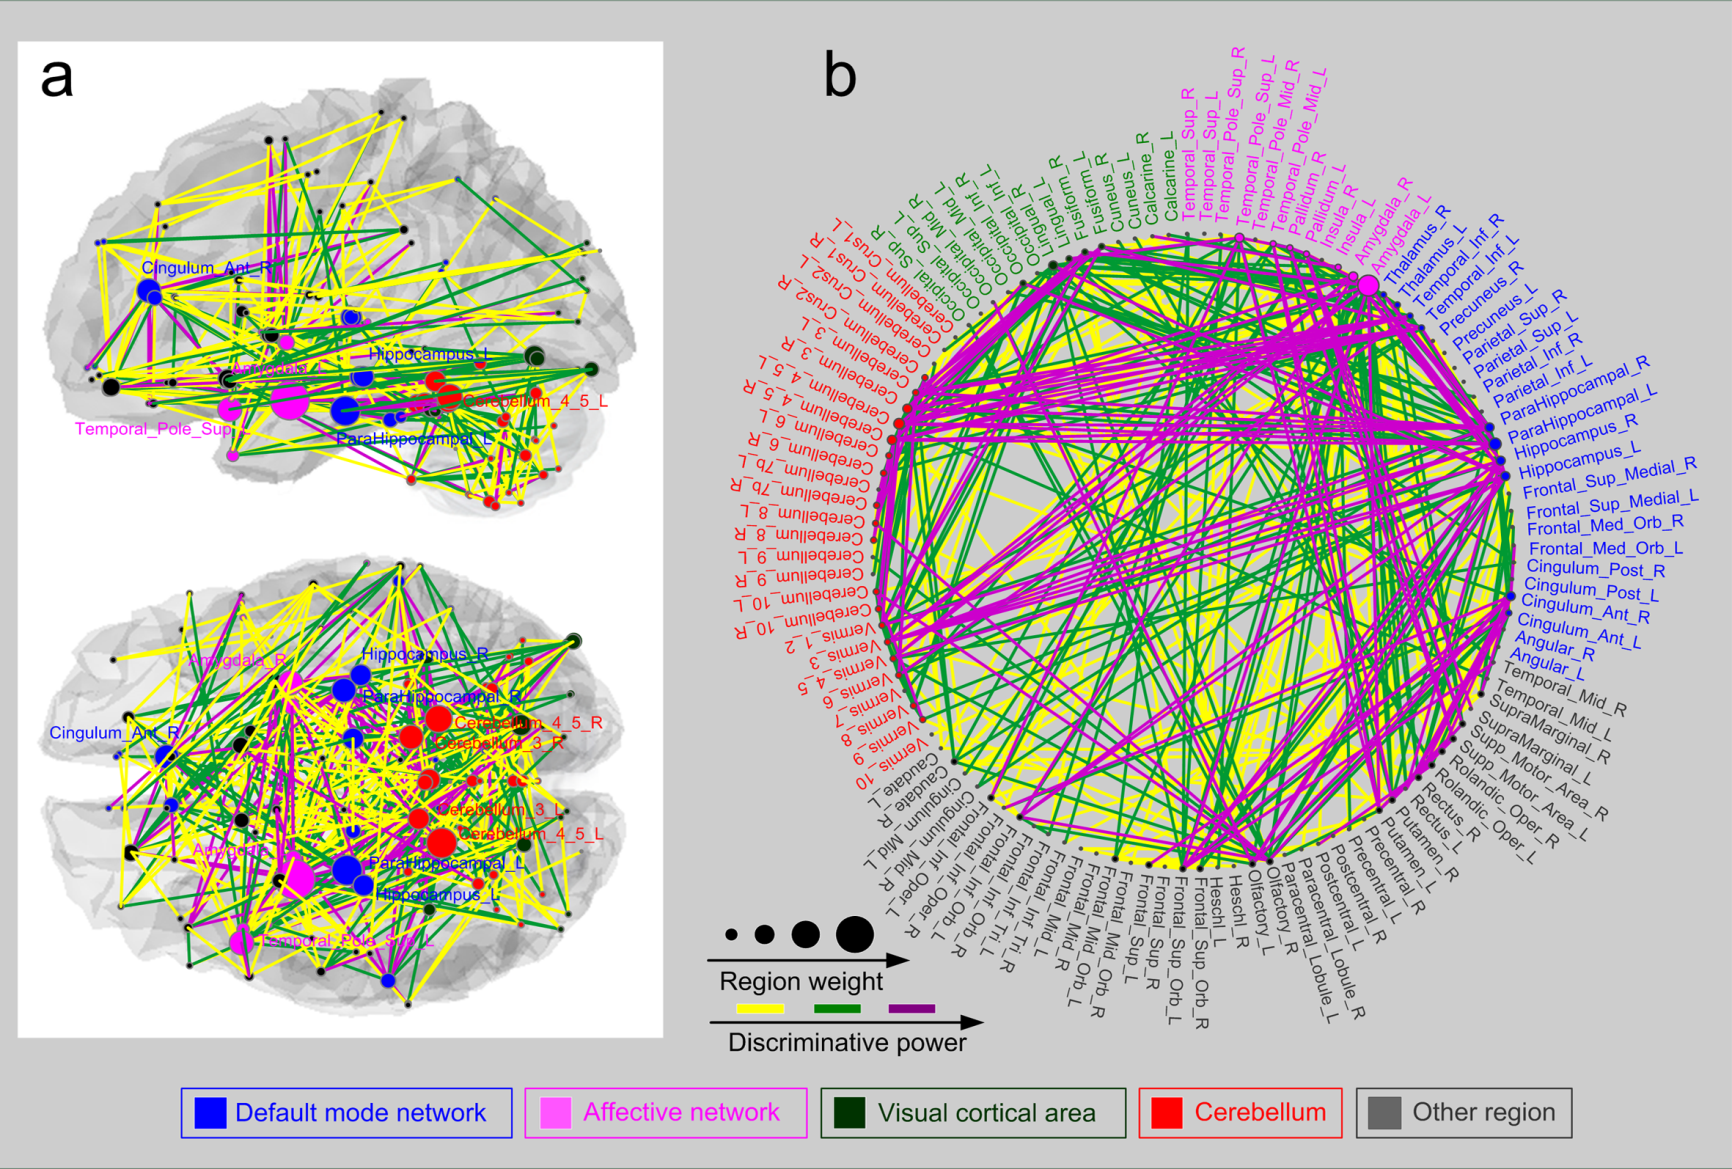 a
Cingulum_Ant_R
Hippocampus_L
Amygdala_L
Cerebellum_4_5_L
Temporal_Pole_Sup_L
ParaHippocampal_L
Amygdala_R
Hippocampus_R
ParaHippocampal_R
Cingulum_Ant_R
Cerebellum_4_5_R
Cerebellum_3_R
Cerebellum_3_L
Cerebellum_4_5_L
Amygdala_L
ParaHippocampal_L
Hippocampus_L
Temporal_Pole_Sup_L
b
Temporal_Sup_R
Temporal_Sup_L
Temporal_Pole_Sup_R
Temporal_Pole_Sup_L
Temporal_Pole_Mid_R
Temporal_Pole_Mid_L
Pallidum_R
Pallidum_L
Insula_R
Insula_L
Amygdala_R
Amygdala_L
Thalamus_R
Thalamus_L
Temporal_Inf_R
Temporal_Inf_L
Precuneus_R
Precuneus_L
Parietal_Sup_R
Parietal_Sup_L
Parietal_Inf_R
Parietal_Inf_L
ParaHippocampal_R
ParaHippocampal_L
Hippocampus_R
Hippocampus_L
Frontal_Sup_Medial_R
Frontal_Sup_Medial_L
Frontal_Med_Orb_R
Frontal_Med_Orb_L
Cingulum_Post_R
Cingulum_Post_L
Cingulum_Ant_R
Cingulum_Ant_L
Angular_R
Angular_L
Temporal_Mid_R
Temporal_Mid_L
SupraMarginal_R
SupraMarginal_L
Supp_Motor_Area_R
Supp_Motor_Area_L
Rolandic_Oper_R
Rolandic_Oper_L
Rectus_R
Rectus_L
Putamen_R
Putamen_L
Precentral_R
Precentral_L
Postcentral_R
Postcentral_L
Paracentral_Lobule_R
Paracentral_Lobule_L
Olfactory_R
Olfactory_L
Heschl_R
Heschl_L
Frontal_Sup_Orb_R
Frontal_Sup_Orb_L
Frontal_Sup_R
Frontal_Sup_L
Frontal_Mid_Orb_R
Frontal_Mid_Orb_L
Frontal_Mid_R
Frontal_Mid_L
Frontal_Inf_Tri_R
Frontal_Inf_Tri_L
Frontal_Inf_Orb_R
Frontal_Inf_Orb_L
Frontal_Inf_Oper_R
Frontal_Inf_Oper_L
Cingulum_Mid_R
Cingulum_Mid_L
Caudate_R
Caudate_L
Vermis_10
Vermis_9
Vermis_8
Vermis_7
Vermis_6
Vermis_4_5
Vermis_3
Vermis_1_2
Cerebellum_10_R
Cerebellum_10_L
Cerebellum_9_R
Cerebellum_9_L
Cerebellum_8_R
Cerebellum_8_L
Cerebellum_7b_R
Cerebellum_7b_L
Cerebellum_6_R
Cerebellum_6_L
Cerebellum_4_5_R
Cerebellum_4_5_L
Cerebellum_3_R
Cerebellum_3_L
Cerebellum_Crus2_R
Cerebellum_Crus2_L
Cerebellum_Crus1_R
Cerebellum_Crus1_L
Occipital_Sup_R
Occipital_Sup_L
Occipital_Mid_R
Occipital_Mid_L
Occipital_Inf_R
Occipital_Inf_L
Lingual_R
Lingual_L
Fusiform_R
Fusiform_L
Cuneus_R
Cuneus_L
Calcarine_R
Calcarine_L
Region weight
Discriminative power
Default mode network
Affective network
Visual cortical area
Cerebellum
Other region